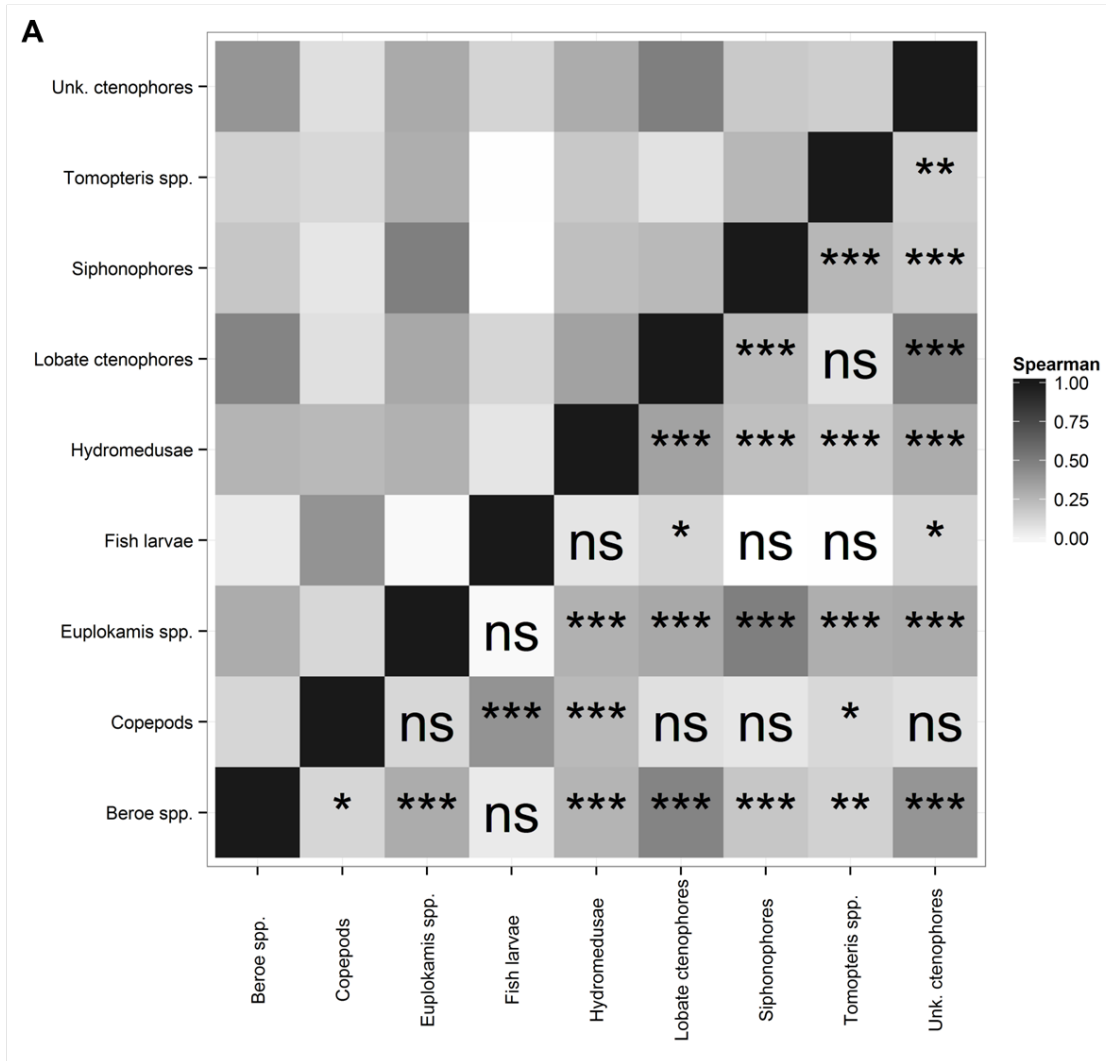 A
Unk. ctenophores
Tomopteris spp.
**
Siphonophores
*** ***
Lobate ctenophores
*** ns ***
Hydromedusae
*** *** *** ***
Fish larvae
ns * ns ns *
Euplokamis spp.
ns *** *** *** *** ***
Copepods
ns *** *** ns ns * ns
Beroe spp.
* *** ns *** *** *** ** ***
Beroe spp.
Copepods
Euplokamis spp.
Fish larvae
Hydromedusae
Lobate ctenophores
Siphonophores
Tomopteris spp.
Unk. ctenophores
Spearman
1.00
0.75
0.50
0.25
0.00